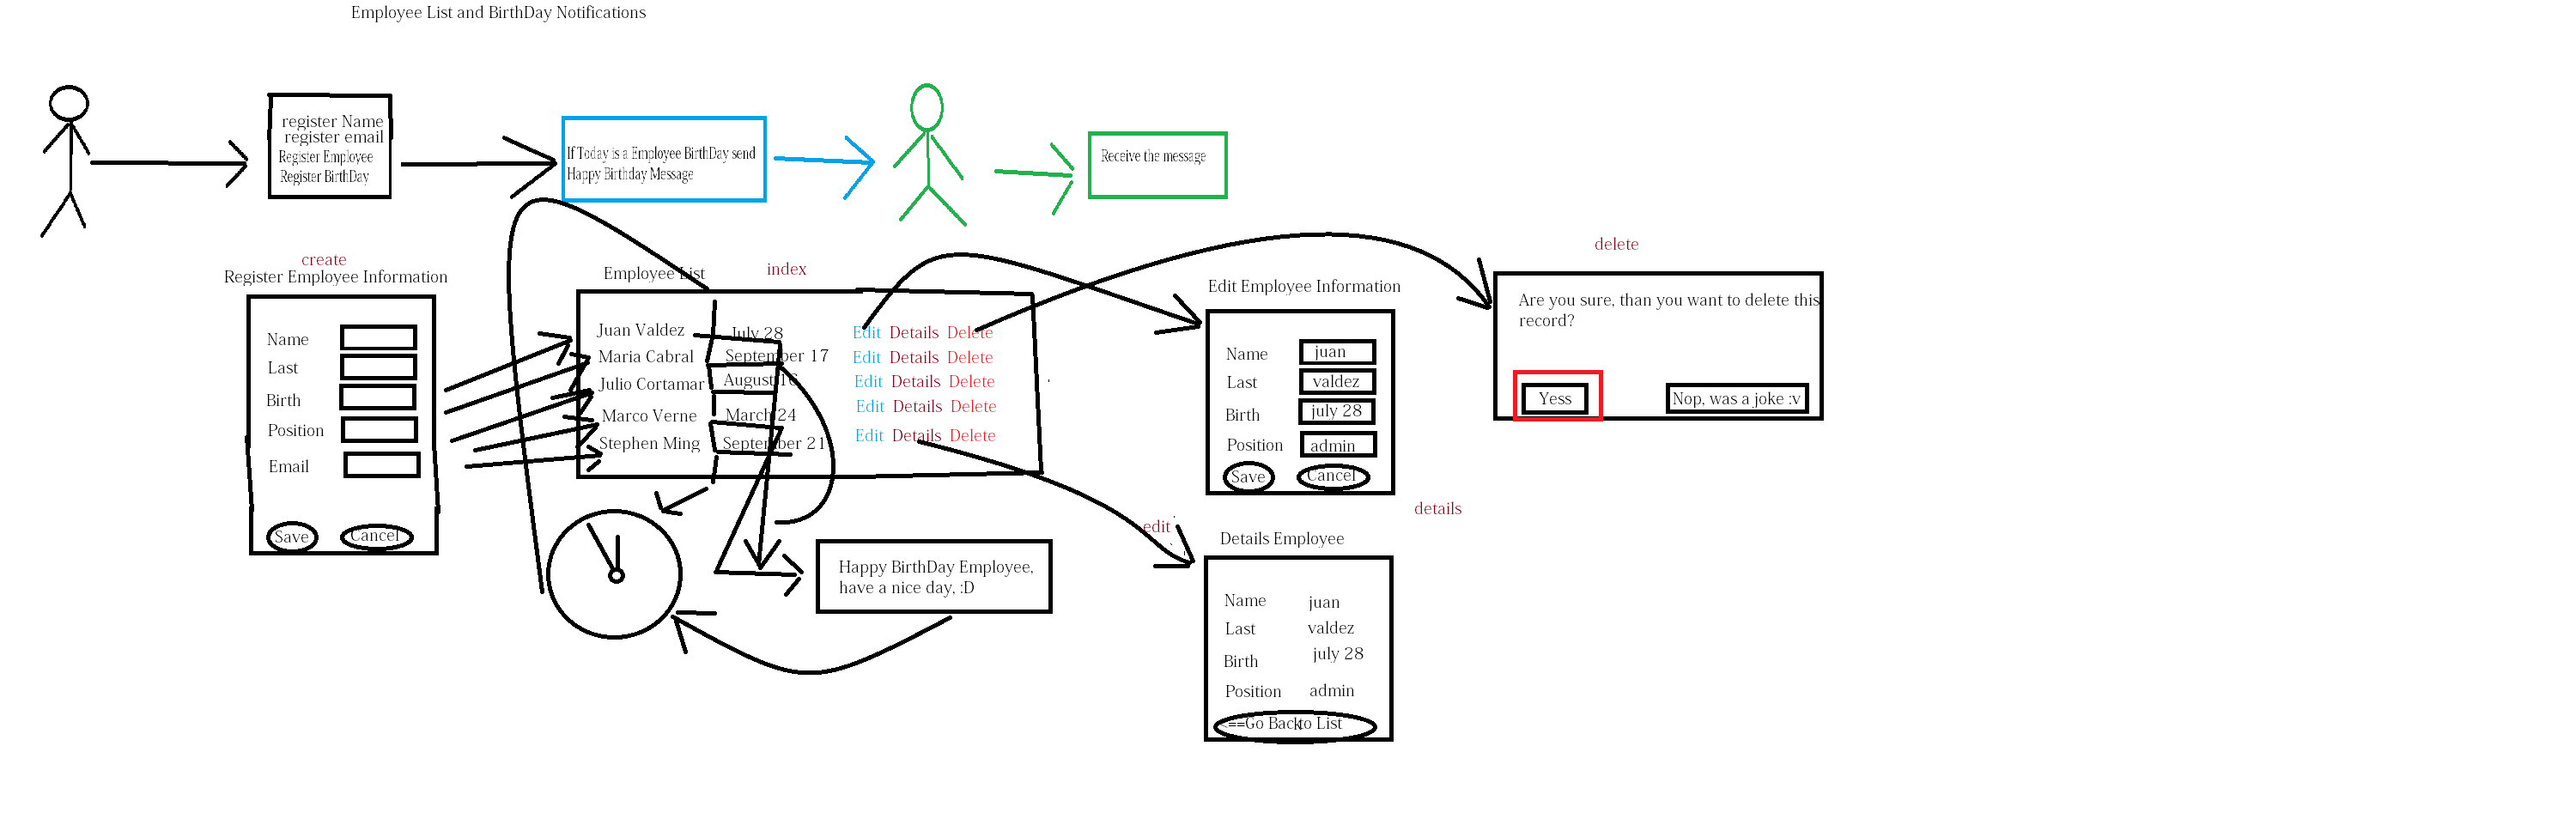 Employee List and BirthDay Notifications
register Name
register email
Register Employee
Register BirthDay
If Today is a Employee BirthDay send
Happy Birthday Message
Receive the message
create
Register Employee Information
Name
Last
Birth
Position
Email
Save Cancel
Employee List index
Juan Valdez July 28 Edit Details Delete
Maria Cabral September 17 Edit Details Delete
Julio Cortamar August 16 Edit Details Delete
Marco Verne March 24 Edit Details Delete
Stephen Ming September 21 Edit Details Delete
Happy BirthDay Employee,
have a nice day, :D
Edit Employee Information
Name juan
Last valdez
Birth july 28
Position admin
Save Cancel
edit
delete
Are you sure, than you want to delete this
record?
Yess Nop, was a joke :v
details
Details Employee
Name juan
Last valdez
Birth july 28
Position admin
<==Go Back to List